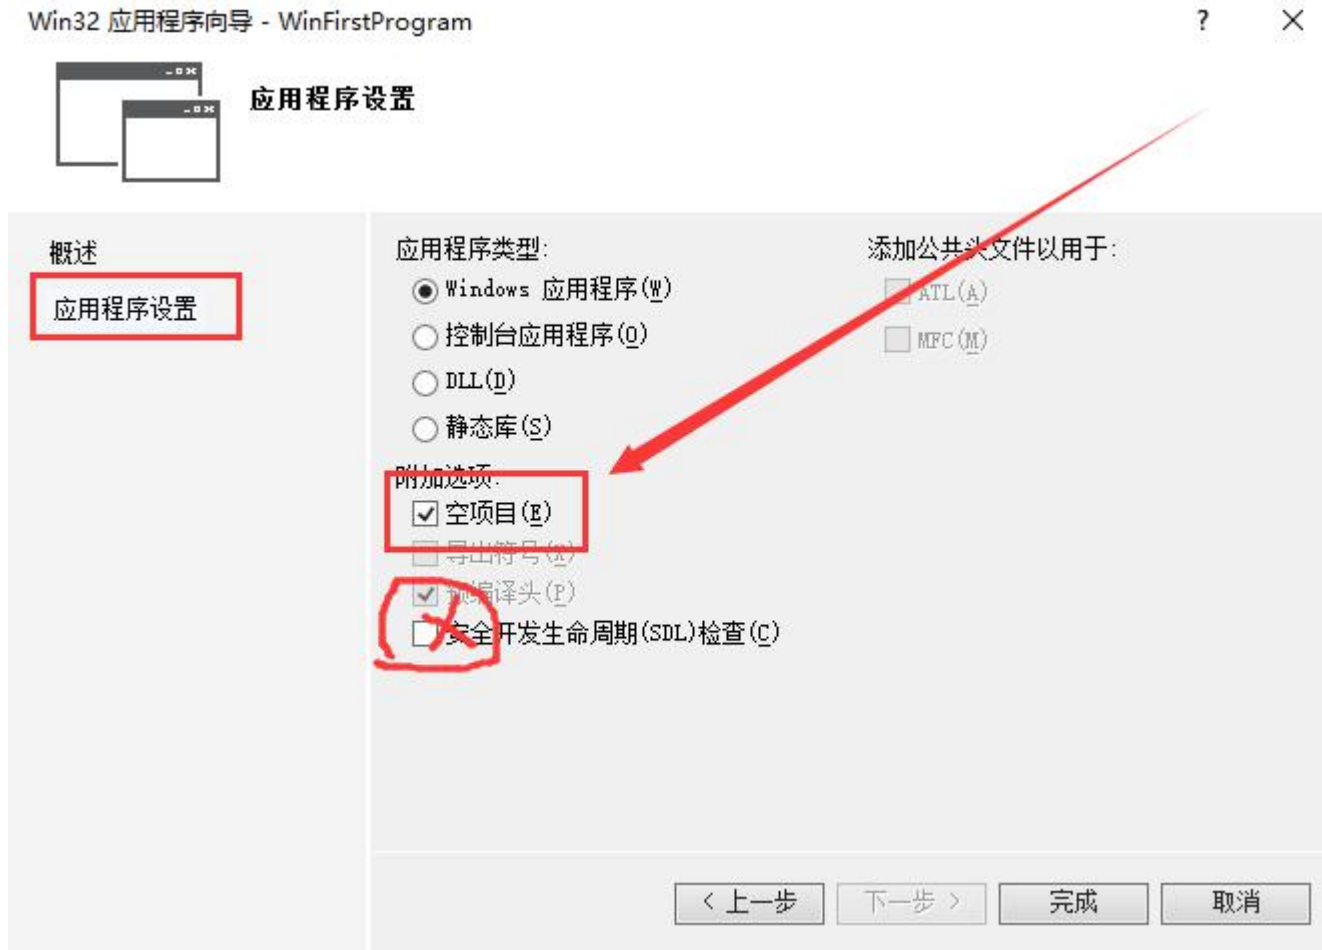 Win32 应用程序向导 - WinFirstProgram
应用程序设置
概述
应用程序设置
应用程序类型:
Windows 应用程序(W)
控制台应用程序(O)
DLL(D)
静态库(S)
附加选项:
空项目(E)
导出符号(X)
预编译头(P)
安全开发生命周期(SDL)检查(C)
添加公共头文件以用于:
ATL(A)
MFC(M)
< 上一步
下一步 >
完成
取消